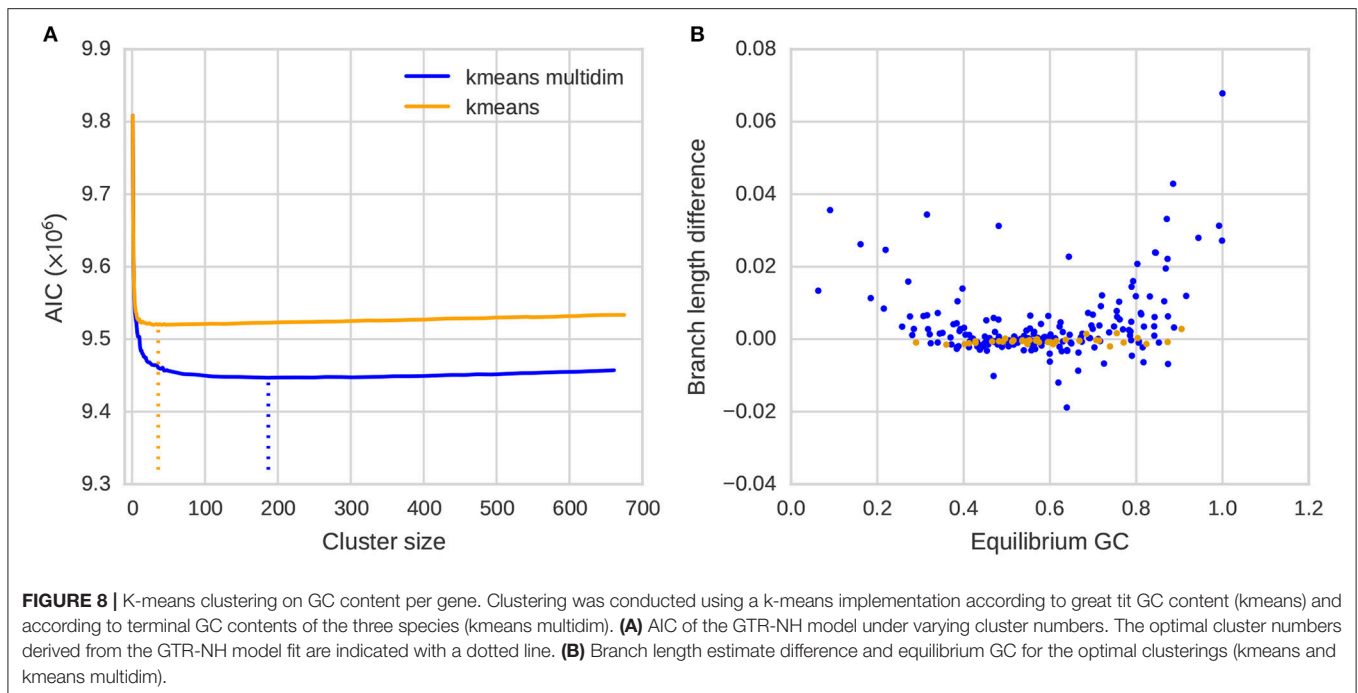 A
9.9
9.8
9.7
9.6
9.5
9.4
9.3
AIC (×10⁶)
0 100 200 300 400 500 600 700
Cluster size
kmeans multidim
kmeans
B
0.08
0.06
0.04
0.02
0.00
−0.02
−0.04
Branch length difference
0.0 0.2 0.4 0.6 0.8 1.0 1.2
Equilibrium GC
FIGURE 8 | K-means clustering on GC content per gene. Clustering was conducted using a k-means implementation according to great tit GC content (kmeans) and
according to terminal GC contents of the three species (kmeans multidim). (A) AIC of the GTR-NH model under varying cluster numbers. The optimal cluster numbers
derived from the GTR-NH model fit are indicated with a dotted line. (B) Branch length estimate difference and equilibrium GC for the optimal clusterings (kmeans and
kmeans multidim).